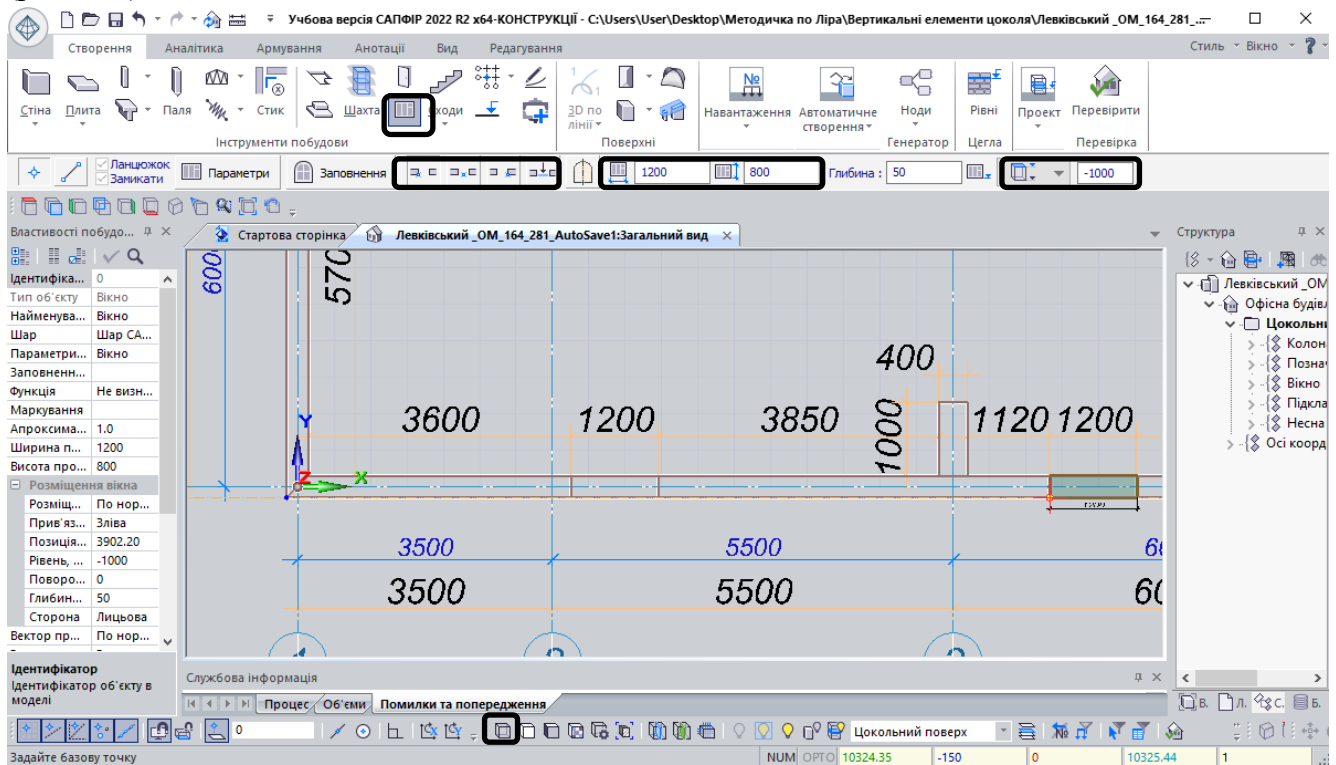 Учбова версія САПФІР 2022 R2 x64-КОНСТРУКЦІЇ - C:\Users\User\Desktop\Методичка по Ліра\Вертикальні елементи цоколя\Левківський _ОМ_164_281_...
Створення Аналітика Армування Анотації Вид Редагування Стиль Вікно ?
Стіна Плита Паля Стик Шахта 3D по лінії Навантаження Автоматичне створення Ноди Рівні Проект Перевірити
Інструменти побудови Поверхні Генератор Цегла Перевірка
Ланцюжок
Замикати
Параметри Заповнення 1200 800 Глибина : 50 -1000
Властивості побудо...
Стартова сторінка Левківський _ОМ_164_281_AutoSave1:Загальний вид
Структура
Ідентифіка... 0
Тип об'єкту Вікно
Найменува... Вікно
Шар Шар СА...
Параметри... Вікно
Заповненн...
Функція Не визн...
Маркування
Апроксима... 1.0
Ширина п... 1200
Висота про... 800
Розміщення вікна
Розміщ... По нор...
Прив'яз... Зліва
Позиція... 3902.20
Рівень, ... -1000
Поворо... 0
Глибин... 50
Сторона Лицьова
Вектор пр... По нор...
Ідентифікатор
Ідентифікатор об'єкту в
моделі
600
570
400
3600 1200 3850 1000 1120 1200
Y
Z X
3500 5500
3500 5500
Левківський _ОМ
Офісна будівл
Цокольни
Колон
Позна
Вікно
Підкла
Несна
Осі коорд
Службова інформація
Процес Об'єми Помилки та попередження
В. Л. С. Б.
0 Цокольний поверх
Задайте базову точку NUM ОРТО 10324.35 -150 0 10325.44 1